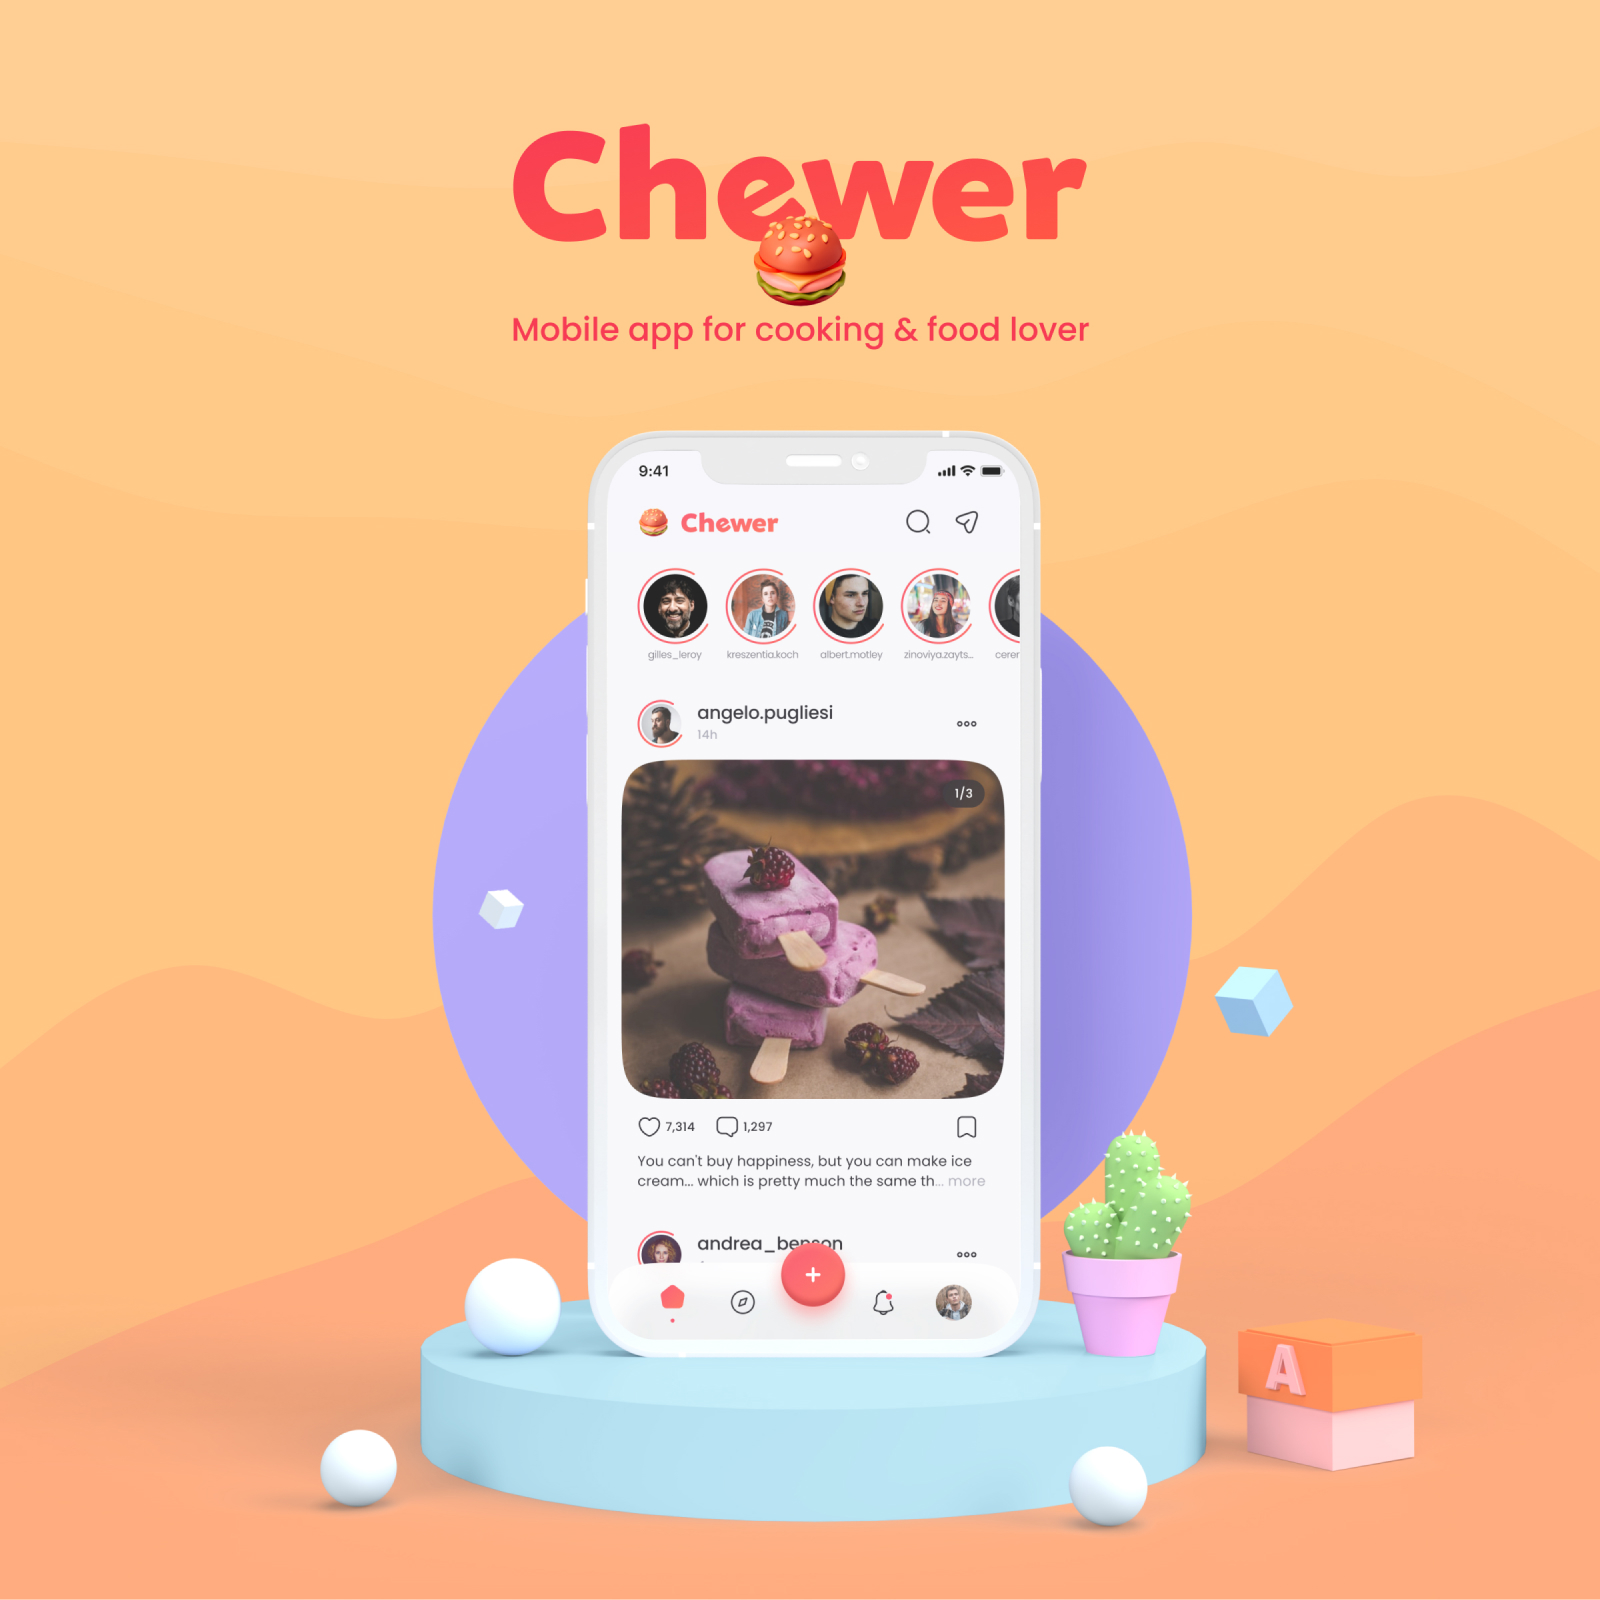 Chewer
Mobile app for cooking & food lover
9:41
Chewer
gilles_leroy
kreszentia.koch
albert.motley
zinoviya.zayts...
cerer
angelo.pugliesi
14h
1/3
7,314
1,297
You can't buy happiness, but you can make ice
cream... which is pretty much the same th... more
andrea_benson
A